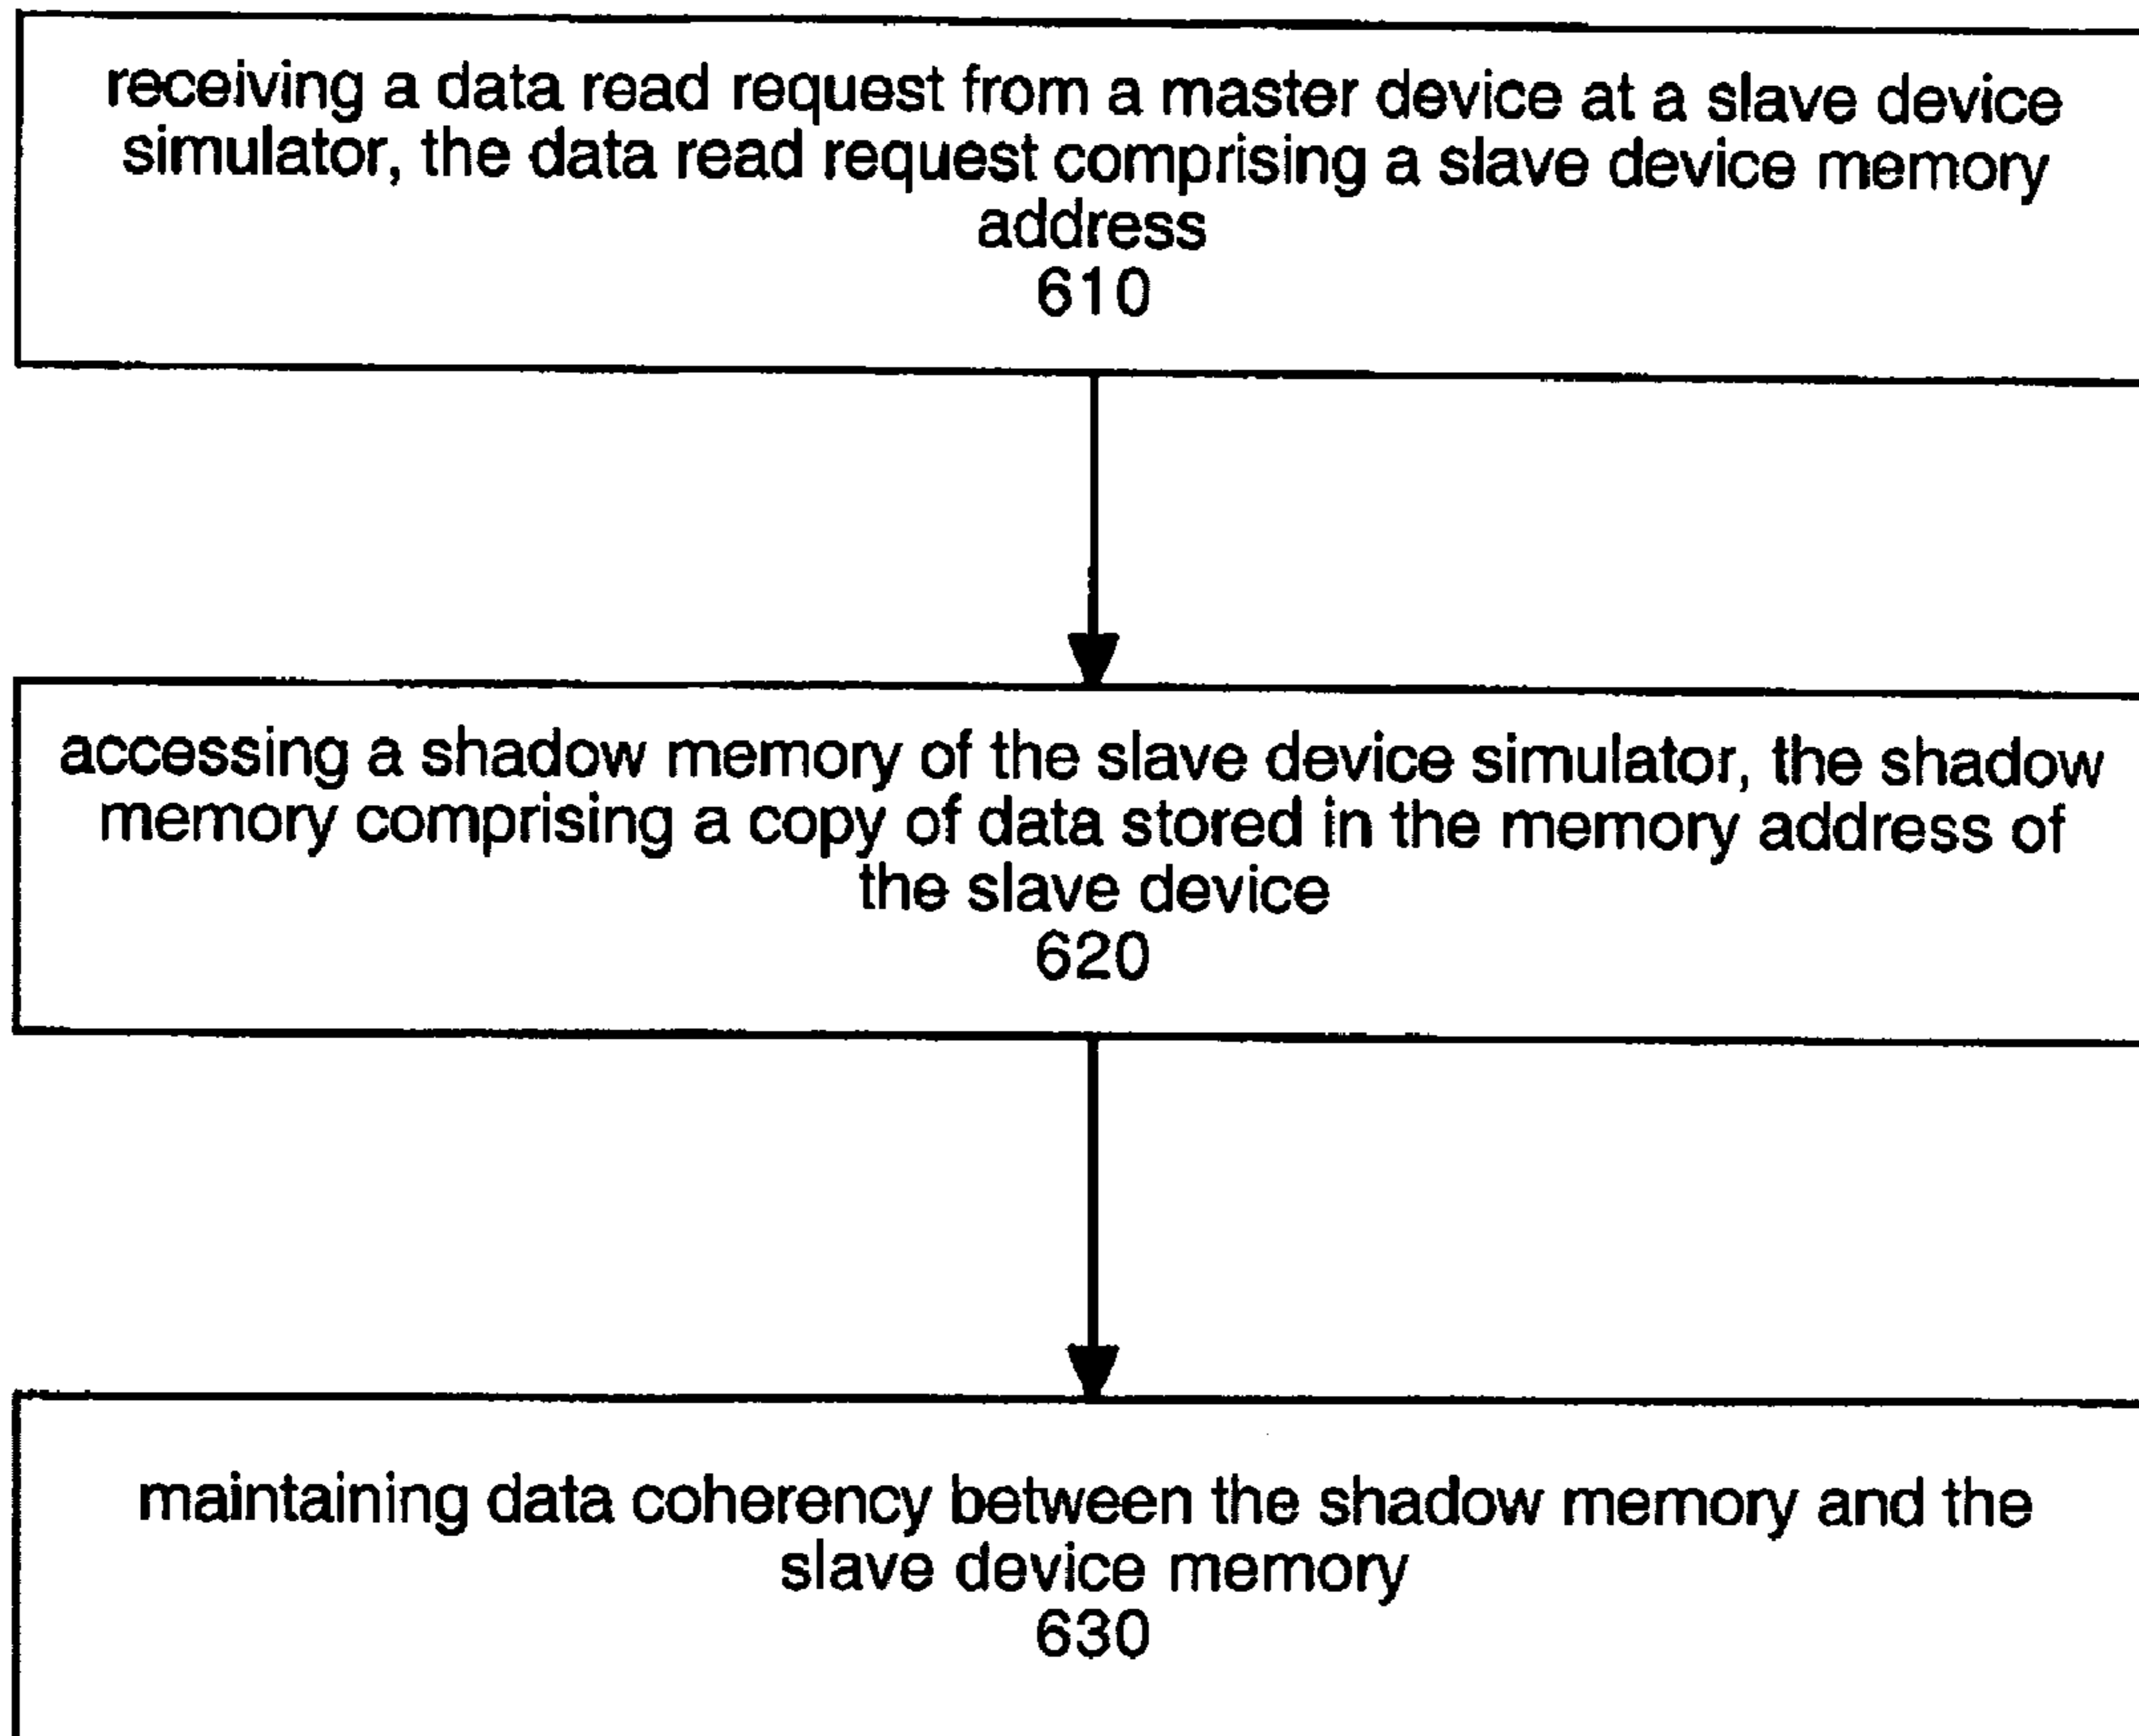 receiving a data read request from a master device at a slave device
simulator, the data read request comprising a slave device memory
address
610
accessing a shadow memory of the slave device simulator, the shadow
memory comprising a copy of data stored in the memory address of
the slave device
620
maintaining data coherency between the shadow memory and the
slave device memory
630